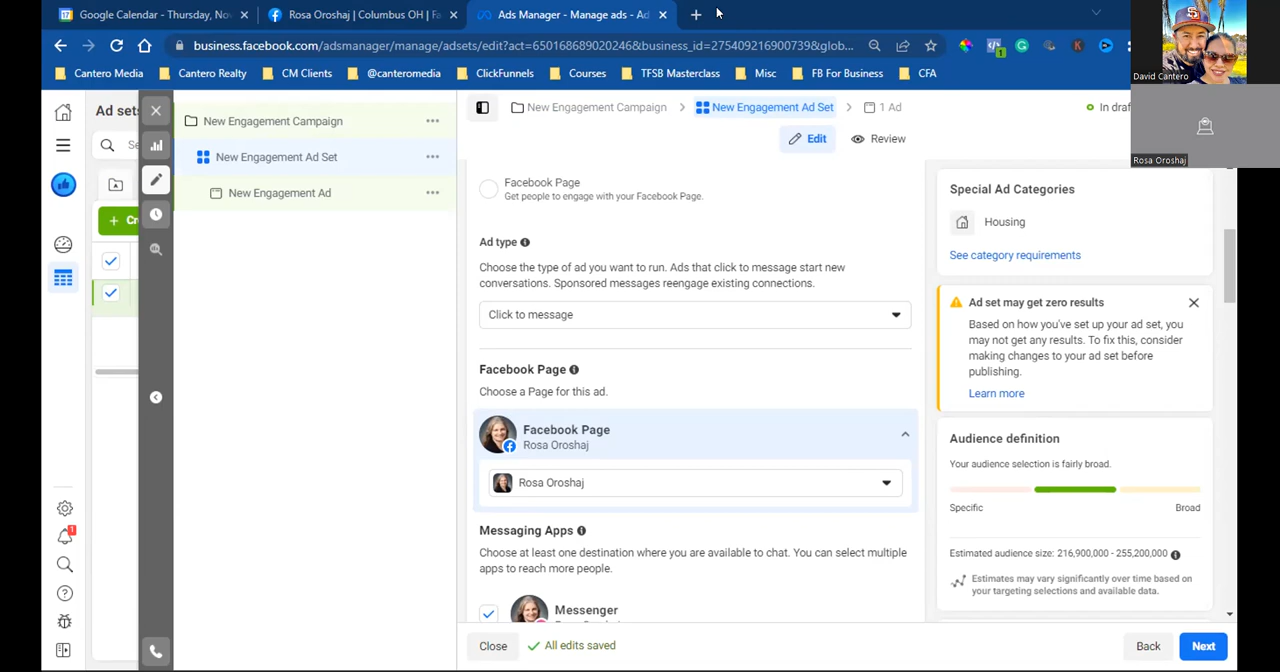 Google Calendar - Thursday, Nov
Rosa Oroshaj | Columbus OH | Fa
Ads Manager - Manage ads - Ad
business.facebook.com/adsmanager/manage/adsets/edit?act=650168689020246&business_id=275409216900739&glob...
Cantero Media
Cantero Realty
CM Clients
@canteromedia
ClickFunnels
Courses
TFSB Masterclass
Misc
FB For Business
CFA
David Cantero
Rosa Oroshaj
Ad sets
New Engagement Campaign
New Engagement Ad Set
New Engagement Ad
New Engagement Campaign
New Engagement Ad Set
1 Ad
In draf
Edit
Review
Se
Cr
1
Facebook Page
Get people to engage with your Facebook Page.
Ad type
Choose the type of ad you want to run. Ads that click to message start new
conversations. Sponsored messages reengage existing connections.
Click to message
Facebook Page
Choose a Page for this ad.
Facebook Page
Rosa Oroshaj
Rosa Oroshaj
Messaging Apps
Choose at least one destination where you are available to chat. You can select multiple
apps to reach more people.
Messenger
Special Ad Categories
Housing
See category requirements
Ad set may get zero results
Based on how you've set up your ad set, you
may not get any results. To fix this, consider
making changes to your ad set before
publishing.
Learn more
Audience definition
Your audience selection is fairly broad.
Specific
Broad
Estimated audience size: 216,900,000 - 255,200,000
Estimates may vary significantly over time based on
your targeting selections and available data.
Close
All edits saved
Back
Next